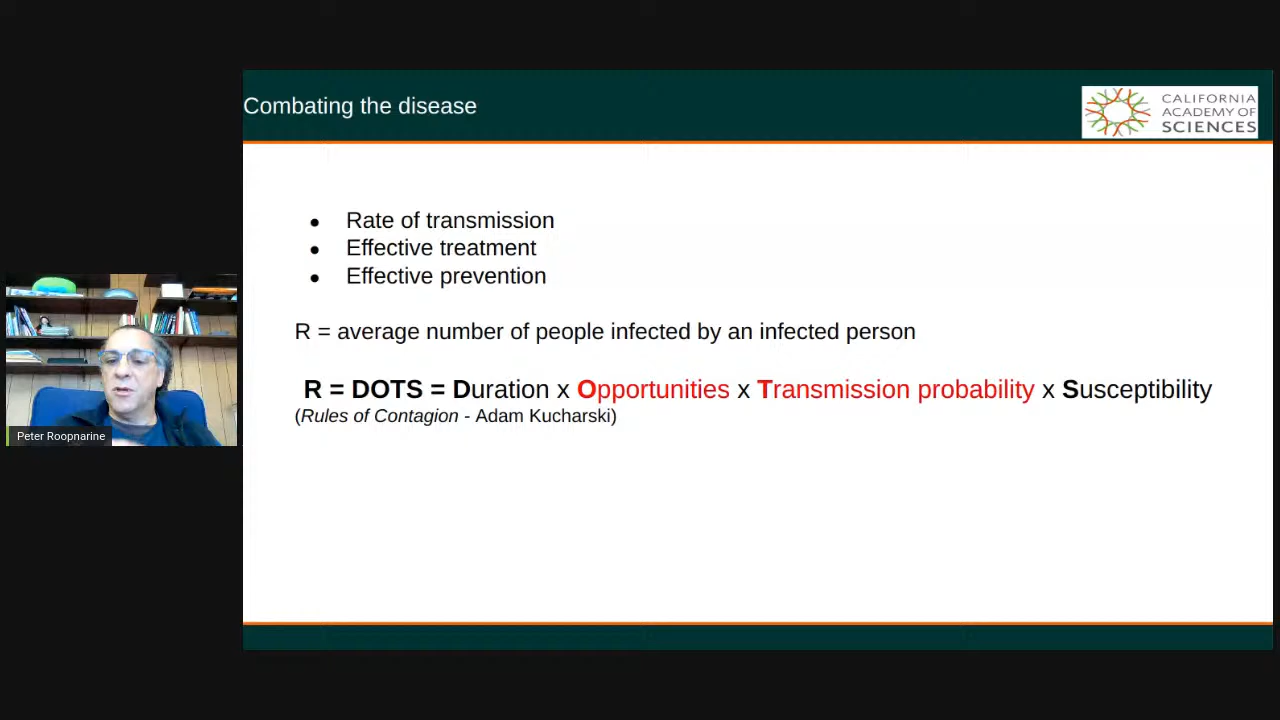 Combating the disease
CALIFORNIA
ACADEMY OF
SCIENCES
● Rate of transmission
● Effective treatment
● Effective prevention
R = average number of people infected by an infected person
R = DOTS = Duration x Opportunities x Transmission probability x Susceptibility
(Rules of Contagion - Adam Kucharski)
Peter Roopnarine